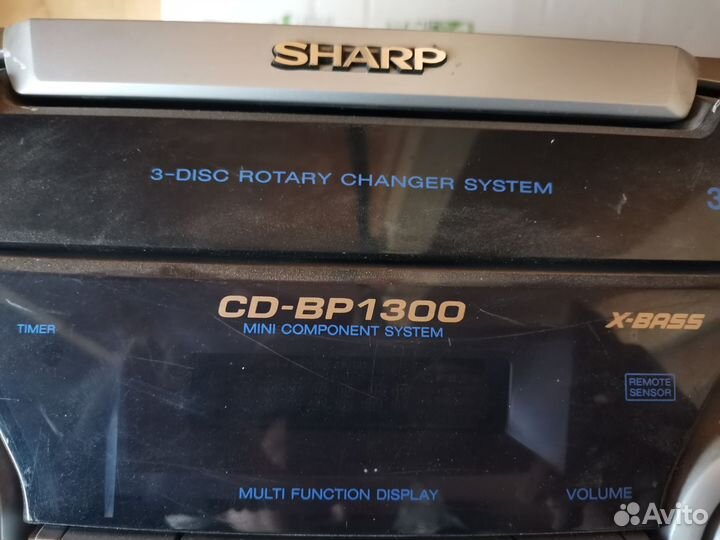 SHARP
3-DISC ROTARY CHANGER SYSTEM
3
CD-BP1300
MINI COMPONENT SYSTEM
TIMER
X-BASS
REMOTE
SENSOR
MULTI FUNCTION DISPLAY
VOLUME
Avito